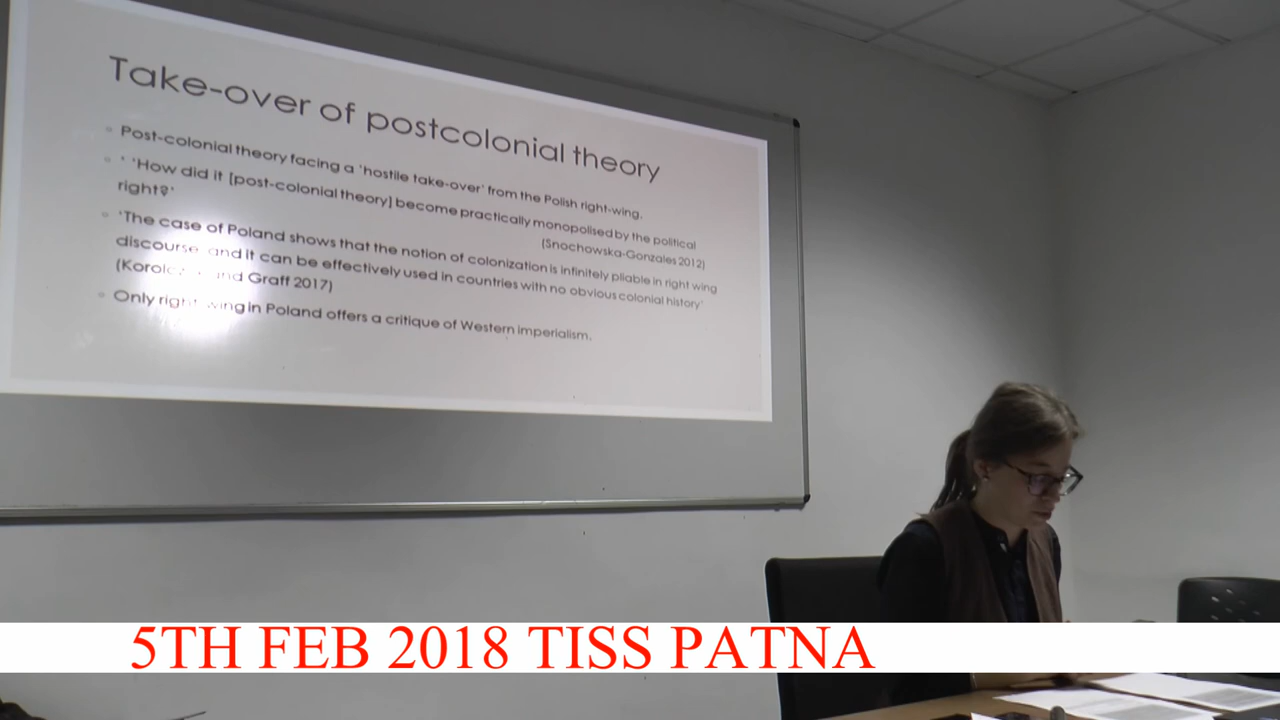 Take-over of postcolonial theory
Post-colonial theory facing a 'hostile take-over' from the Polish right-wing.
' 'How did it [post-colonial theory] become practically monopolised by the political
right?'
(Snochowska-Gonzales 2012)
'The case of Poland shows that the notion of colonization is infinitely pliable in right wing
discourse and it can be effectively used in countries with no obvious colonial history'
and Graff 2017)
Only right wing in Poland offers a critique of Western imperialism.
5TH FEB 2018 TISS PATNA